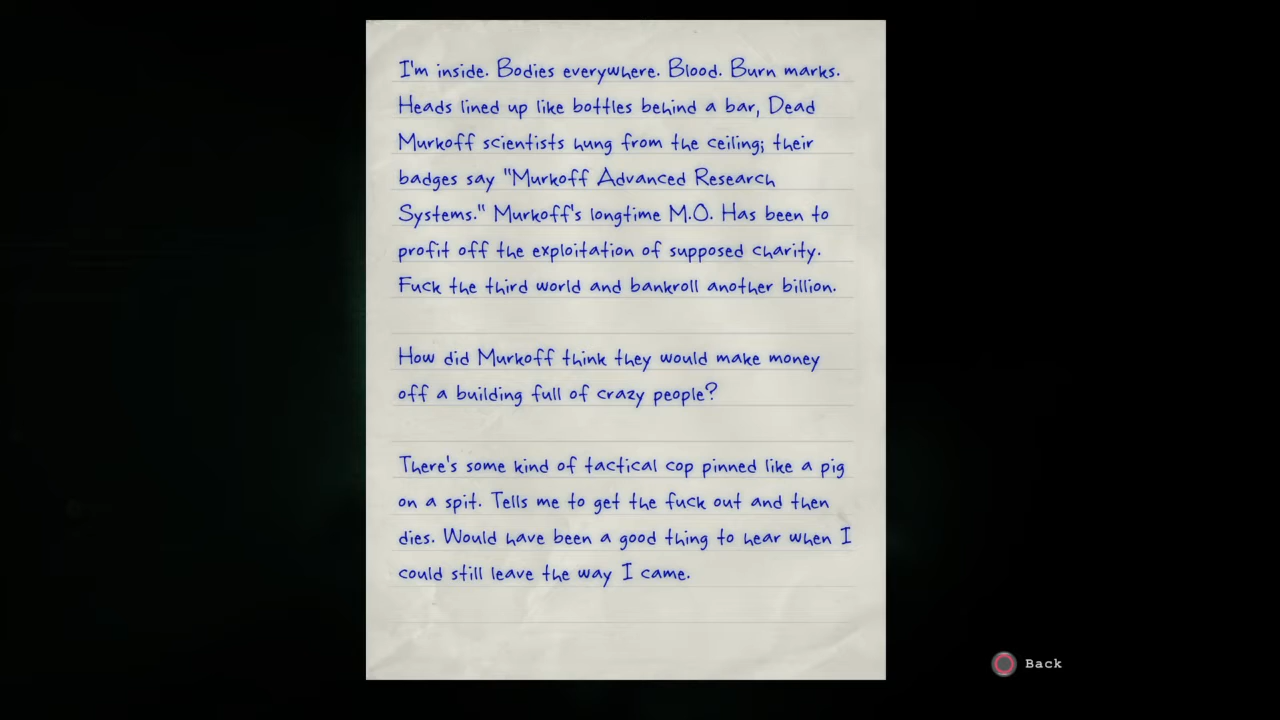 I'm inside. Bodies everywhere. Blood. Burn marks.
Heads lined up like bottles behind a bar, Dead
Murkoff scientists hung from the ceiling; their
badges say "Murkoff Advanced Research
Systems." Murkoff's longtime M.O. Has been to
profit off the exploitation of supposed charity.
Fuck the third world and bankroll another billion.
How did Murkoff think they would make money
off a building full of crazy people?
There's some kind of tactical cop pinned like a pig
on a spit. Tells me to get the fuck out and then
dies. Would have been a good thing to hear when I
could still leave the way I came.
Back